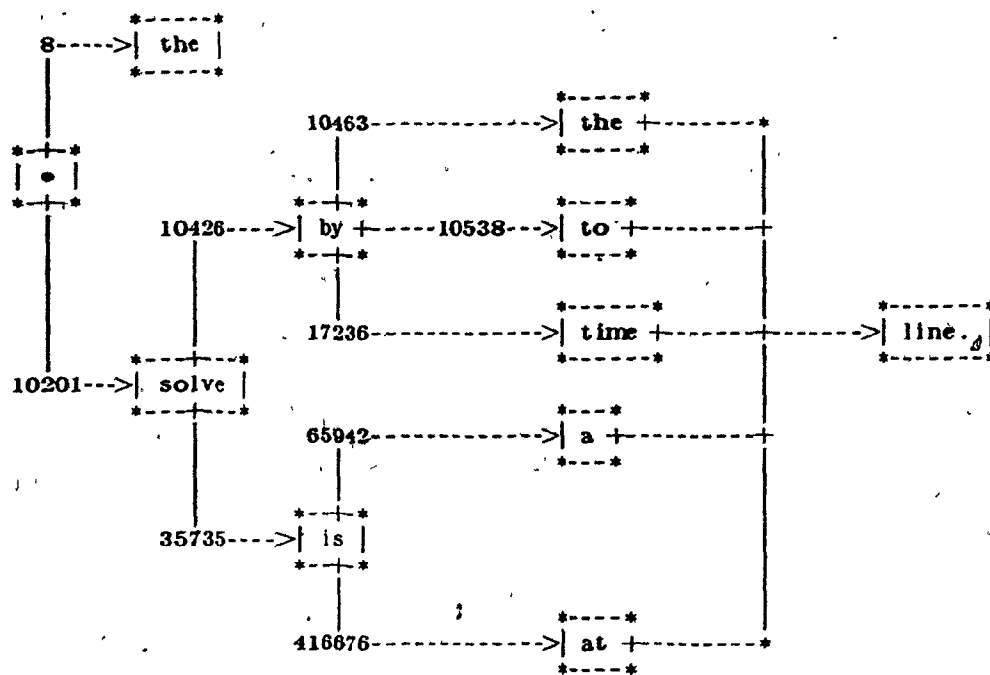 8 the
10463 the
•
10426 by 10538 to
17236 time line.
10201 solve
65942 a
35735 is
416676 at